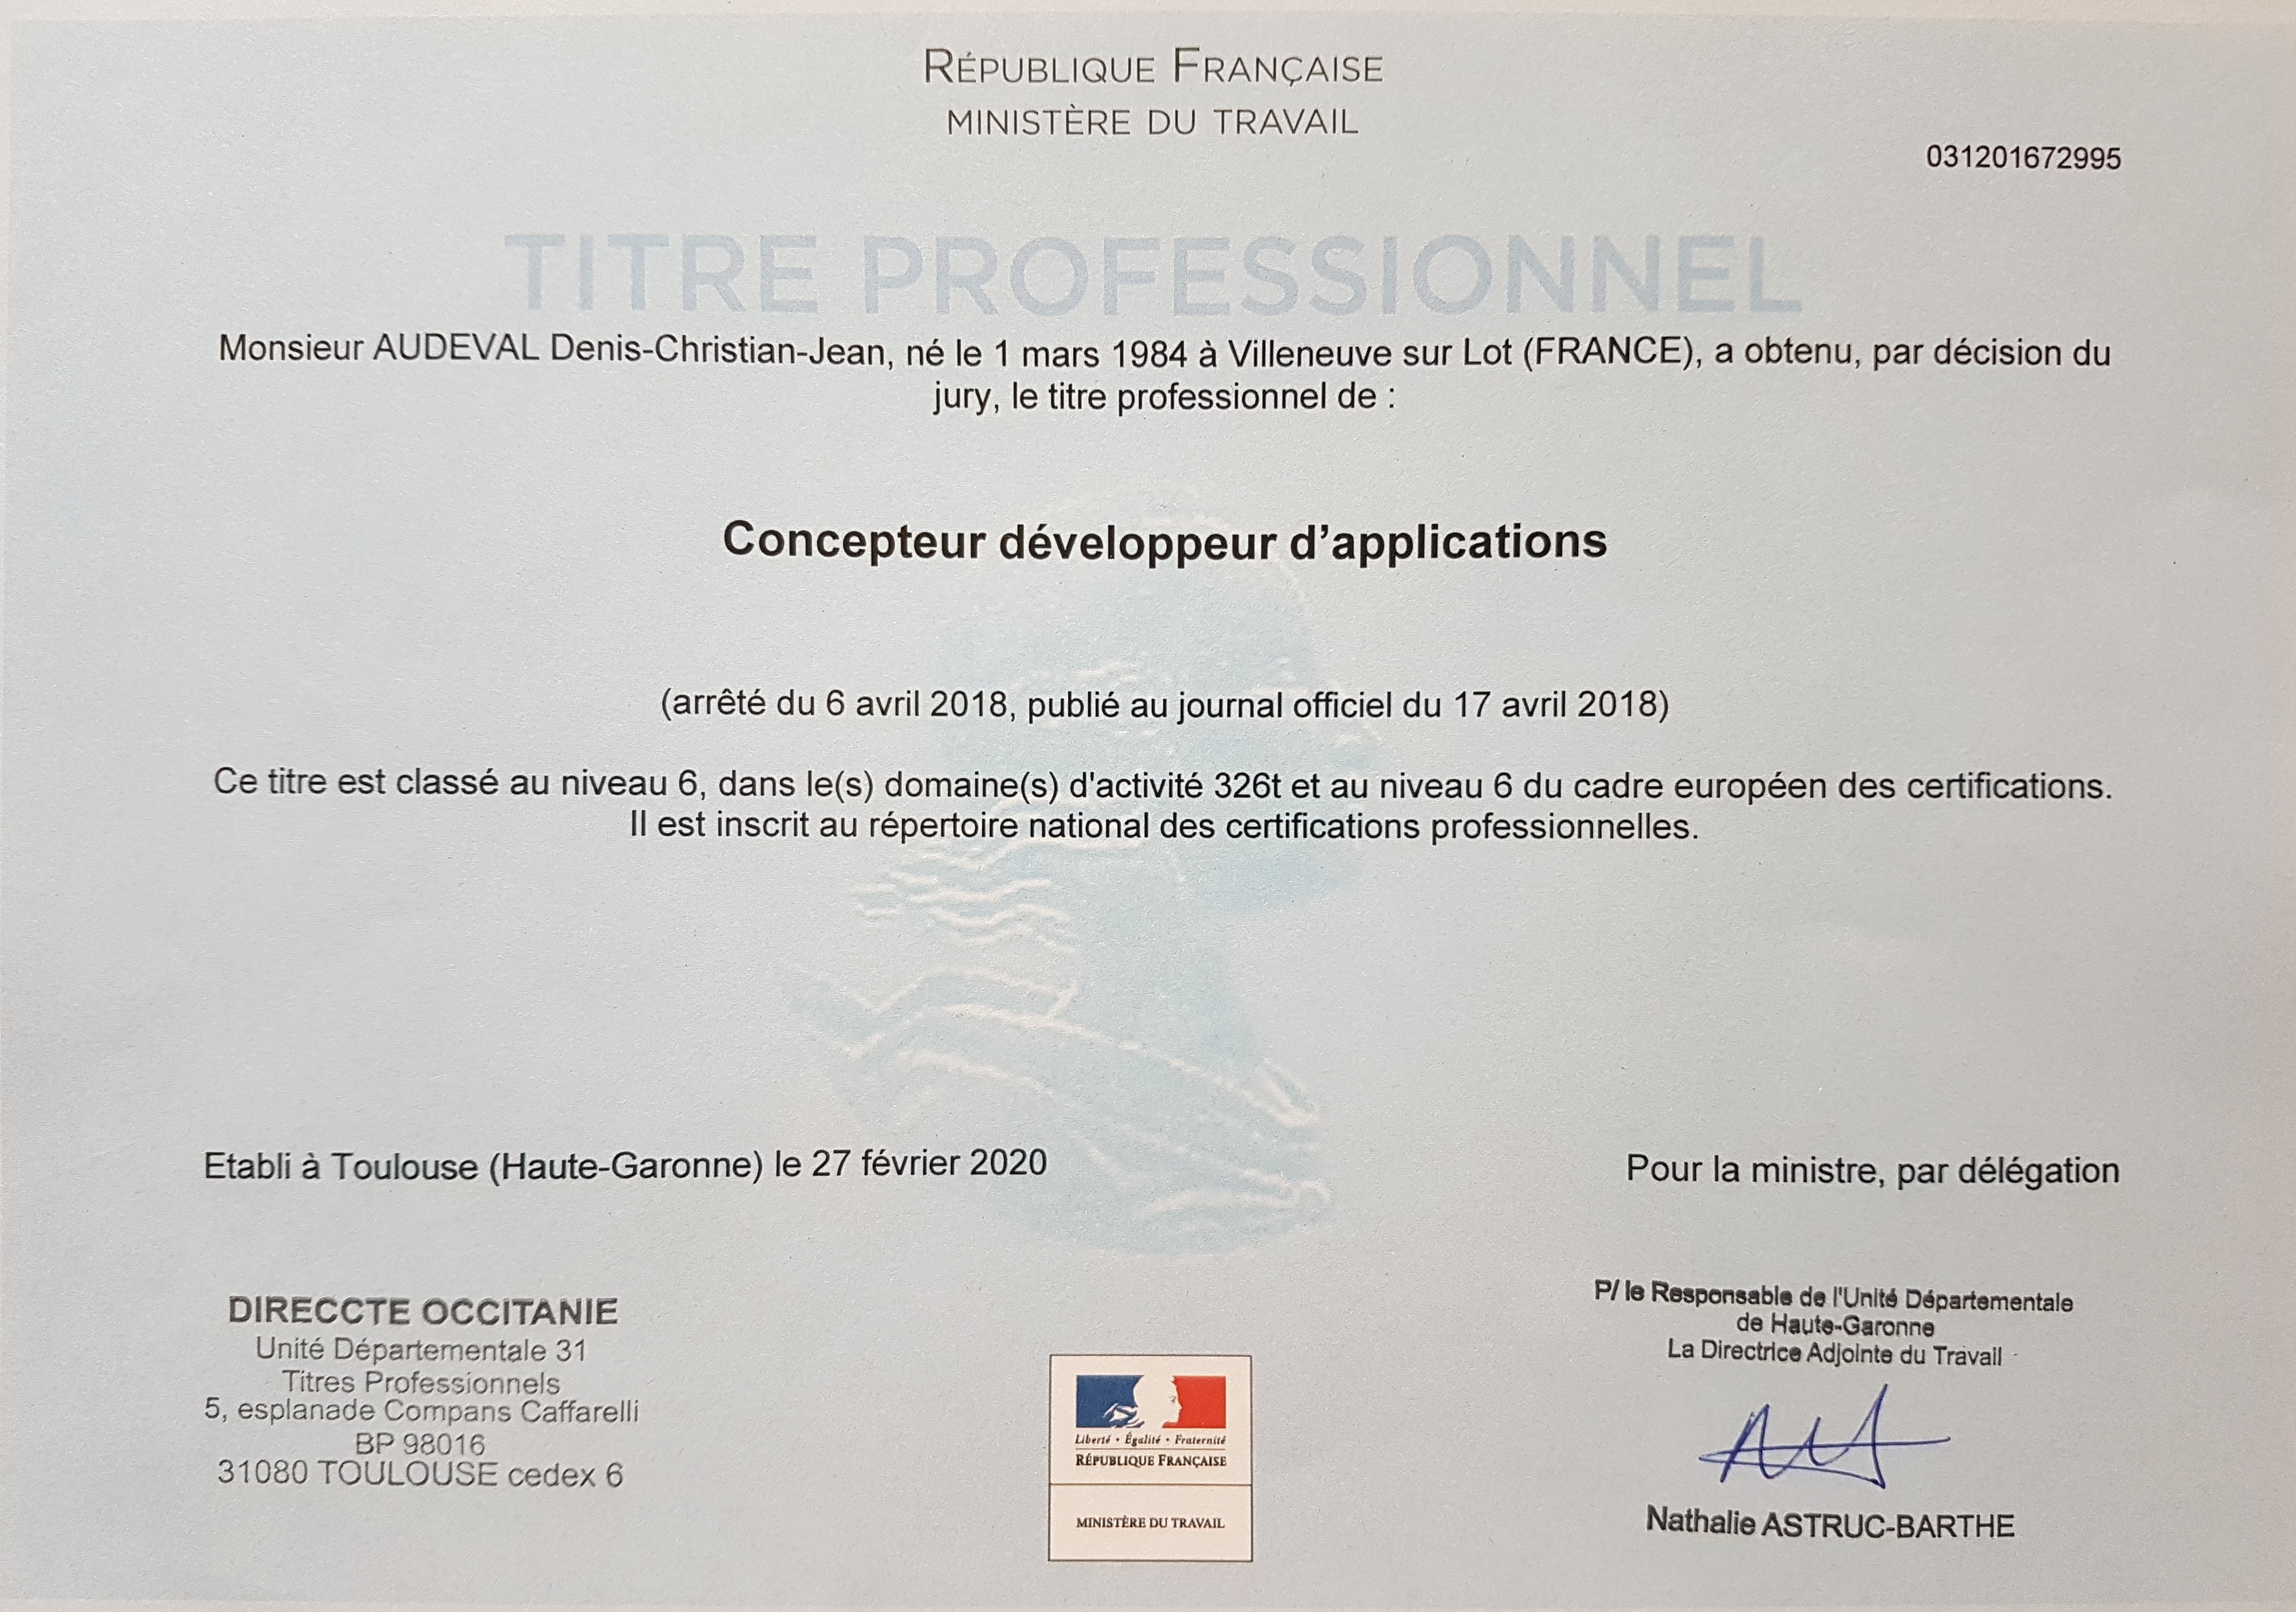 RÉPUBLIQUE FRANÇAISE
MINISTÈRE DU TRAVAIL
031201672995
TITRE PROFESSIONNEL
Monsieur AUDEVAL Denis-Christian-Jean, né le 1 mars 1984 à Villeneuve sur Lot (FRANCE), a obtenu, par décision du
jury, le titre professionnel de :
Concepteur développeur d’applications
(arrêté du 6 avril 2018, publié au journal officiel du 17 avril 2018)
Ce titre est classé au niveau 6, dans le(s) domaine(s) d'activité 326t et au niveau 6 du cadre européen des certifications.
Il est inscrit au répertoire national des certifications professionnelles.
Etabli à Toulouse (Haute-Garonne) le 27 février 2020
Pour la ministre, par délégation
DIRECCTE OCCITANIE
Unité Départementale 31
Titres Professionnels
5, esplanade Compans Caffarelli
BP 98016
31080 TOULOUSE cedex 6
Liberté • Égalité • Fraternité
RÉPUBLIQUE FRANÇAISE
MINISTÈRE DU TRAVAIL
P/ le Responsable de l'Unité Départementale
de Haute-Garonne
La Directrice Adjointe du Travail
Nathalie ASTRUC-BARTHE